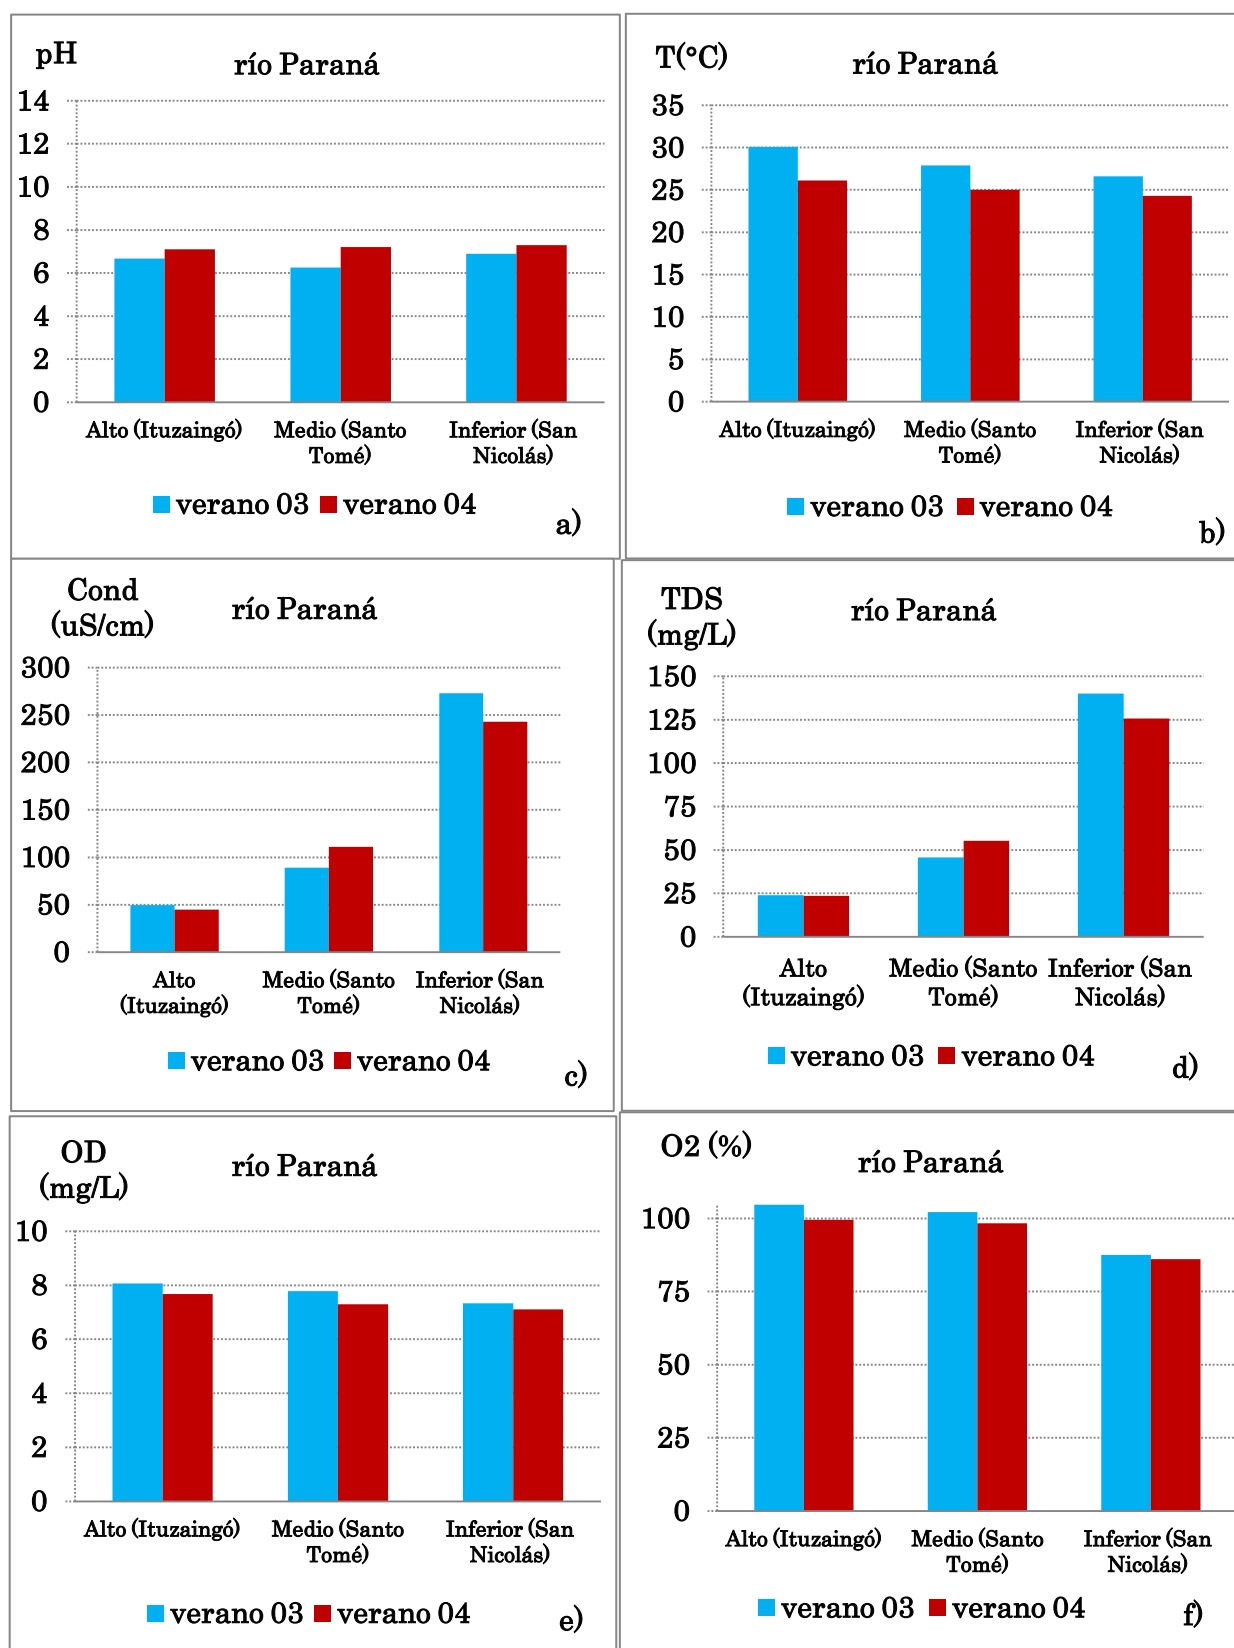 pH
río Paraná
14
12
10
8
6
4
2
0
Alto (Ituzaingó)
Medio (Santo
Tomé)
Inferior (San
Nicolás)
verano 03
verano 04
a)
T(°C)
río Paraná
35
30
25
20
15
10
5
0
Alto (Ituzaingó)
Medio (Santo
Tomé)
Inferior (San
Nicolás)
verano 03
verano 04
b)
Cond
(uS/cm)
río Paraná
300
250
200
150
100
50
0
Alto
(Ituzaingó)
Medio (Santo
Tomé)
Inferior (San
Nicolás)
verano 03
verano 04
c)
TDS
(mg/L)
río Paraná
150
125
100
75
50
25
0
Alto
(Ituzaingó)
Medio (Santo
Tomé)
Inferior (San
Nicolás)
verano 03
verano 04
d)
OD
(mg/L)
río Paraná
10
8
6
4
2
0
Alto (Ituzaingó)
Medio (Santo
Tomé)
Inferior (San
Nicolás)
verano 03
verano 04
e)
O2 (%)
río Paraná
100
75
50
25
0
Alto (Ituzaingó)
Medio (Santo
Tomé)
Inferior (San
Nicolás)
verano 03
verano 04
f)